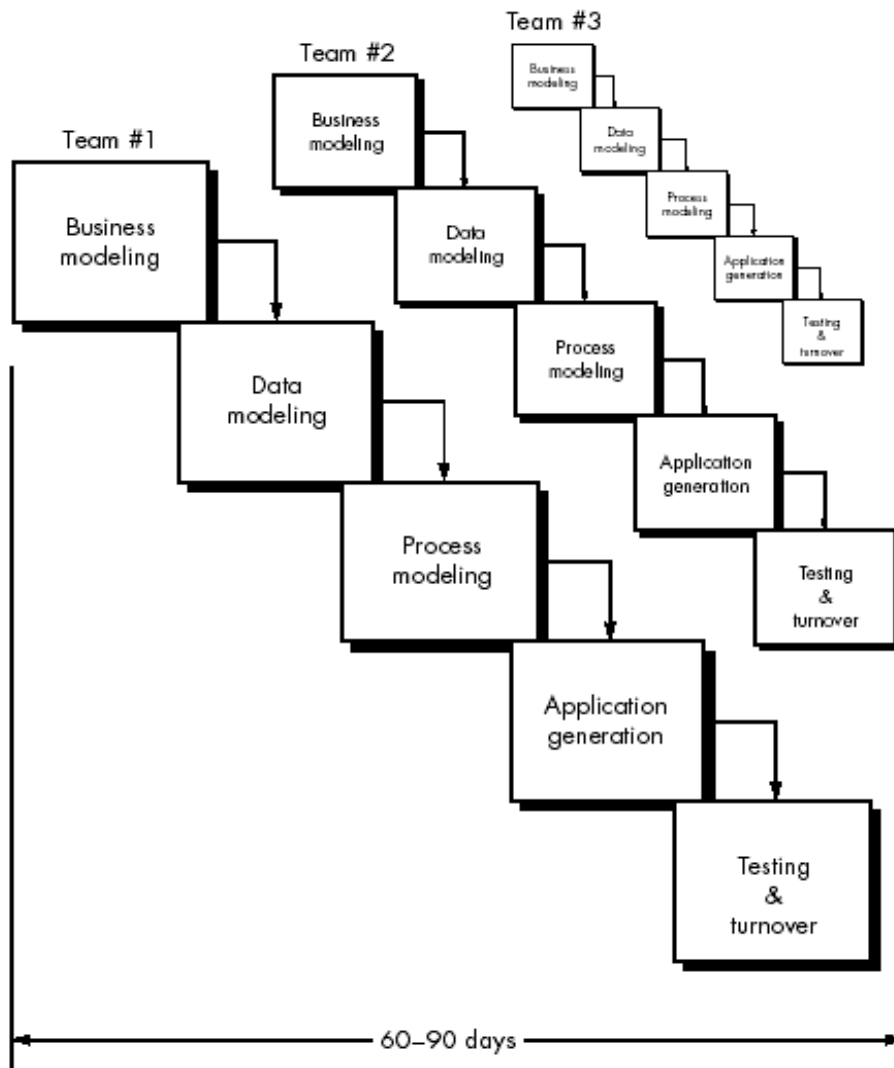 Team #1
Business
modeling
Data
modeling
Process
modeling
Application
generation
Testing
&
turnover
Team #2
Business
modeling
Data
modeling
Process
modeling
Application
generation
Testing
&
turnover
Team #3
Business
modeling
Data
modeling
Process
modeling
Application
generation
Testing
&
turnover
60–90 days